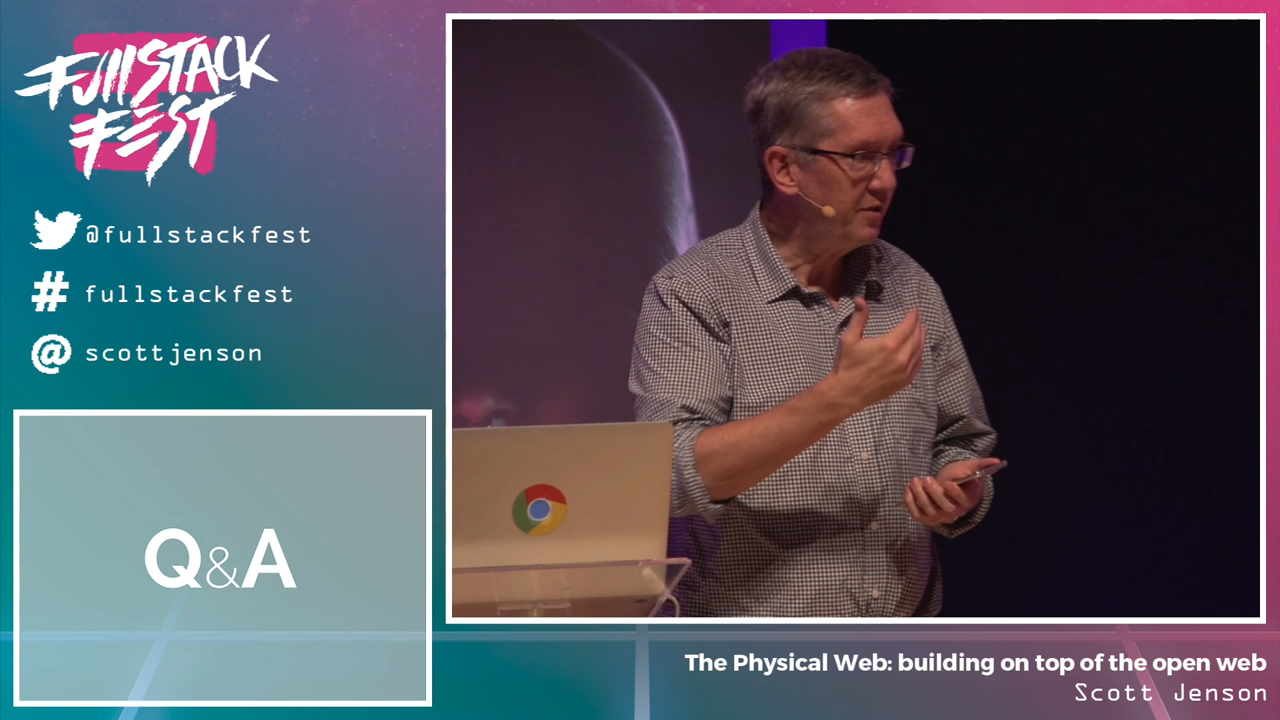 FullStack
Fest
@fullstackfest
# fullstackfest
@ scottjenson
Q&A
The Physical Web: building on top of the open web
Scott Jenson